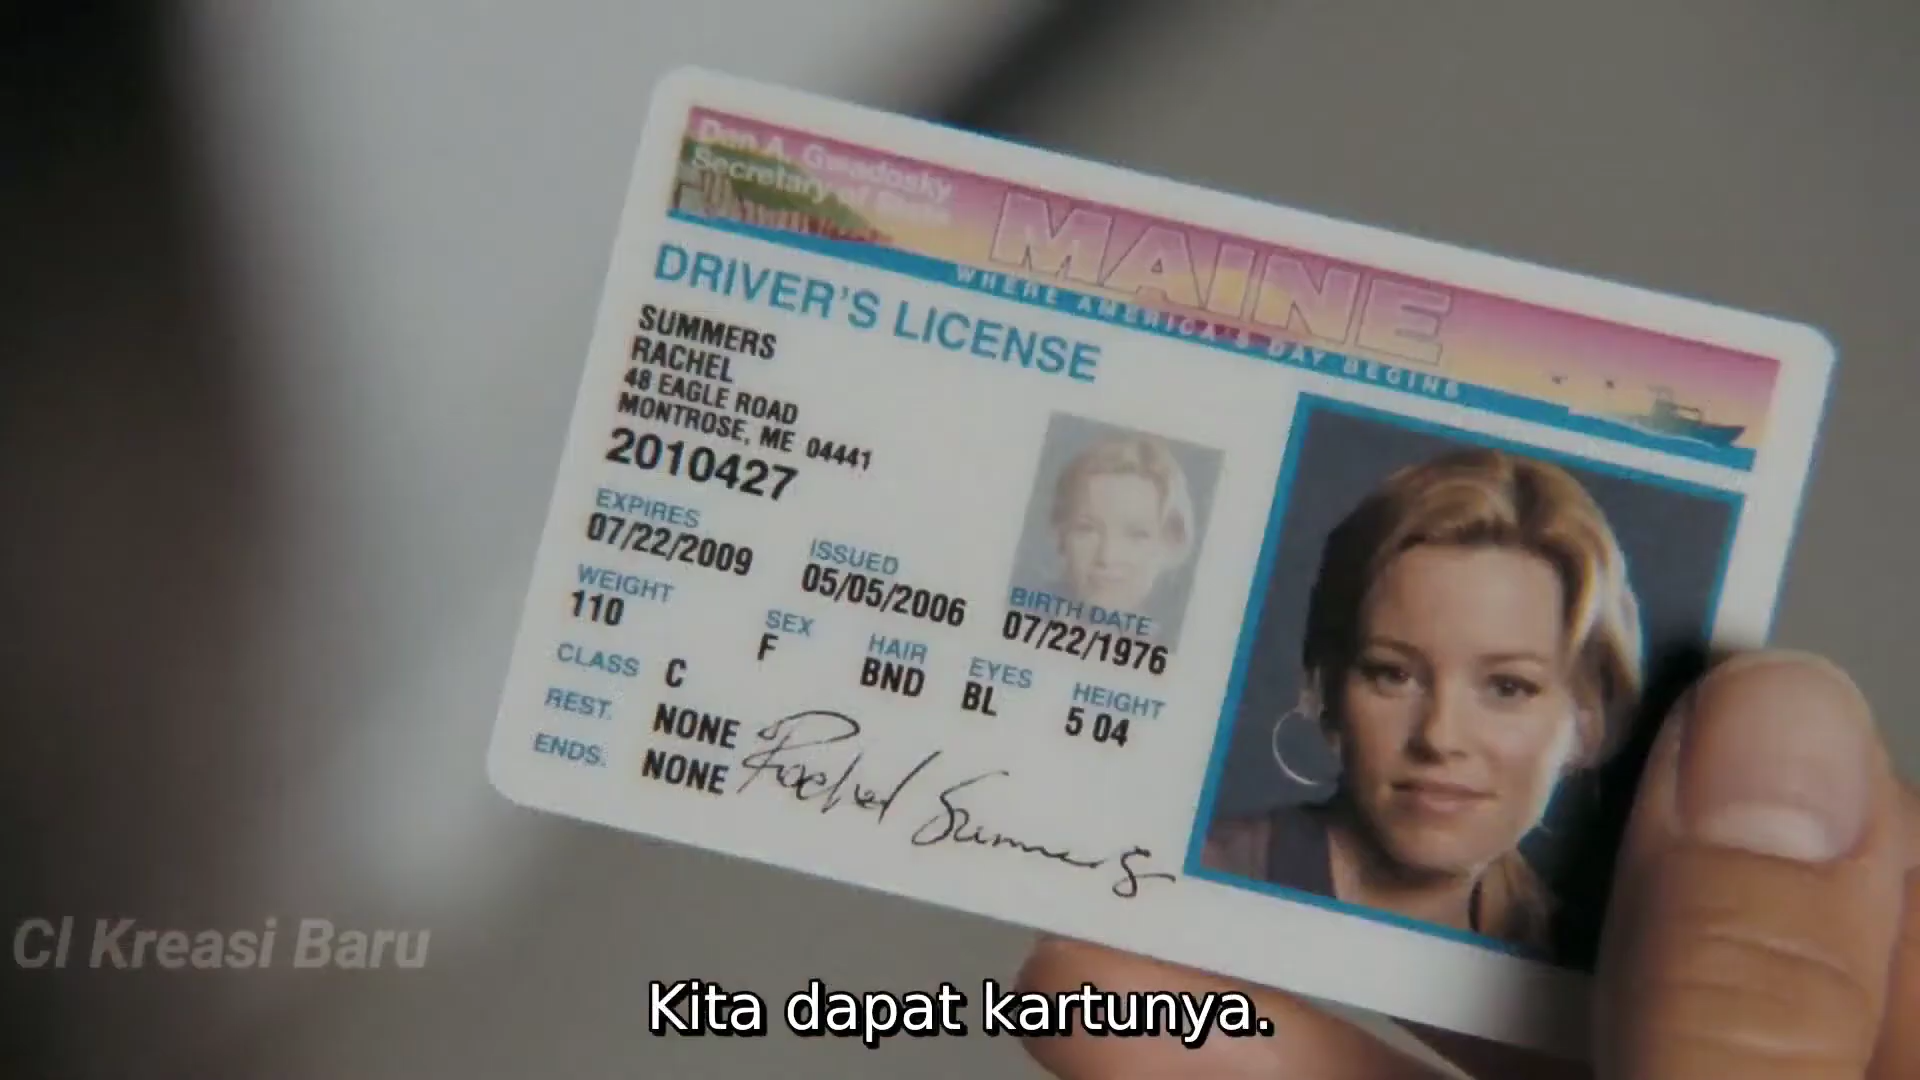 Dan A. Gwadosky
Secretary of State
MAINE
WHERE AMERICA'S DAY BEGINS
DRIVER'S LICENSE
SUMMERS
RACHEL
48 EAGLE ROAD
MONTROSE, ME 04441
2010427
EXPIRES
07/22/2009
ISSUED
05/05/2006
BIRTH DATE
07/22/1976
WEIGHT
110
SEX
F
HAIR
BND
EYES
BL
HEIGHT
5 04
CLASS C
REST. NONE
ENDS. NONE
Rachel Summers
Cl Kreasi Baru
Kita dapat kartunya.